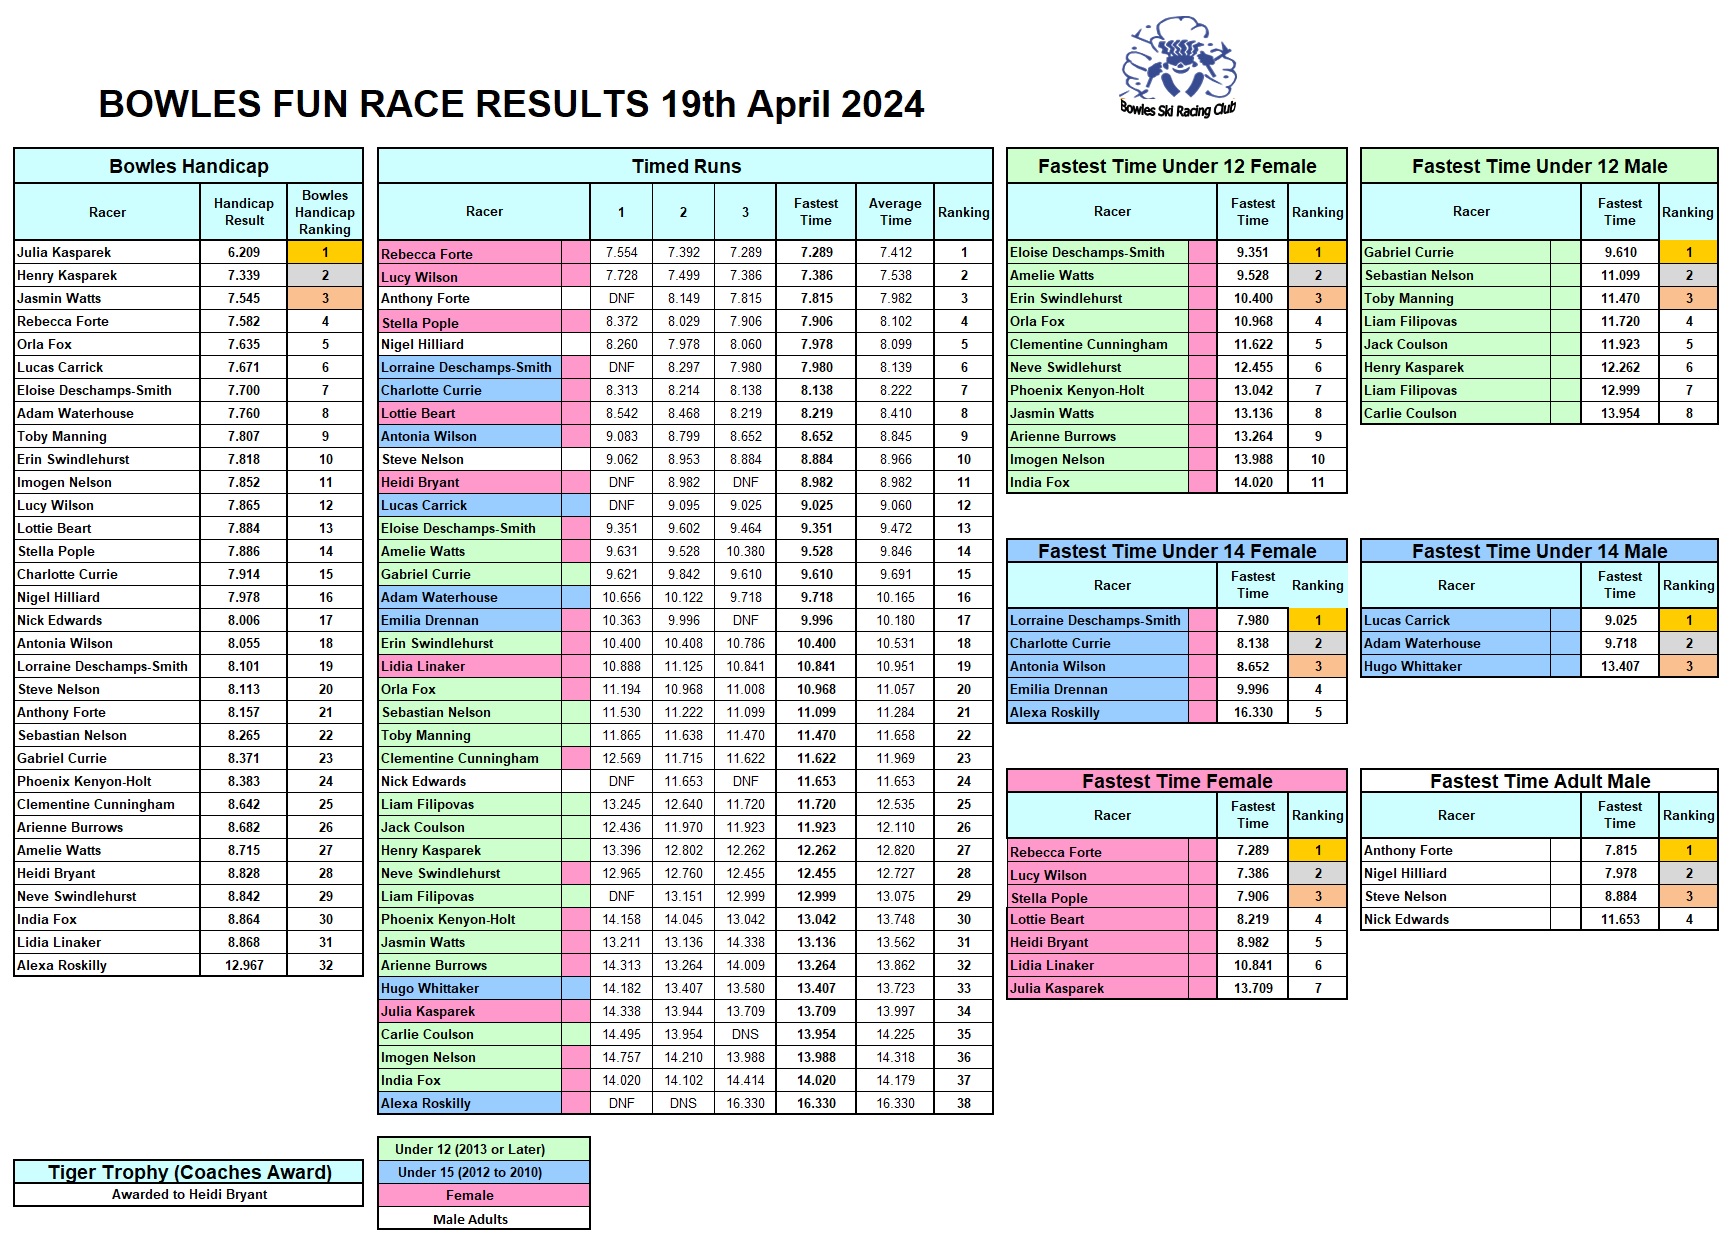 Bowles Ski Racing Club
BOWLES FUN RACE RESULTS 19th April 2024
Bowles Handicap
Racer Handicap Result Bowles Handicap Ranking
Julia Kasparek 6.209 1
Henry Kasparek 7.339 2
Jasmin Watts 7.545 3
Rebecca Forte 7.582 4
Orla Fox 7.635 5
Lucas Carrick 7.671 6
Eloise Deschamps-Smith 7.700 7
Adam Waterhouse 7.760 8
Toby Manning 7.807 9
Erin Swindlehurst 7.818 10
Imogen Nelson 7.852 11
Lucy Wilson 7.865 12
Lottie Beart 7.884 13
Stella Pople 7.886 14
Charlotte Currie 7.914 15
Nigel Hilliard 7.978 16
Nick Edwards 8.006 17
Antonia Wilson 8.055 18
Lorraine Deschamps-Smith 8.101 19
Steve Nelson 8.113 20
Anthony Forte 8.157 21
Sebastian Nelson 8.265 22
Gabriel Currie 8.371 23
Phoenix Kenyon-Holt 8.383 24
Clementine Cunningham 8.642 25
Arienne Burrows 8.682 26
Amelie Watts 8.715 27
Heidi Bryant 8.828 28
Neve Swindlehurst 8.842 29
India Fox 8.864 30
Lidia Linaker 8.868 31
Alexa Roskilly 12.967 32
Tiger Trophy (Coaches Award)
Awarded to Heidi Bryant
Timed Runs
Racer 1 2 3 Fastest Time Average Time Ranking
Rebecca Forte 7.554 7.392 7.289 7.289 7.412 1
Lucy Wilson 7.728 7.499 7.386 7.386 7.538 2
Anthony Forte DNF 8.149 7.815 7.815 7.982 3
Stella Pople 8.372 8.029 7.906 7.906 8.102 4
Nigel Hilliard 8.260 7.978 8.060 7.978 8.099 5
Lorraine Deschamps-Smith DNF 8.297 7.980 7.980 8.139 6
Charlotte Currie 8.313 8.214 8.138 8.138 8.222 7
Lottie Beart 8.542 8.468 8.219 8.219 8.410 8
Antonia Wilson 9.083 8.799 8.652 8.652 8.845 9
Steve Nelson 9.062 8.953 8.884 8.884 8.966 10
Heidi Bryant DNF 8.982 DNF 8.982 8.982 11
Lucas Carrick DNF 9.095 9.025 9.025 9.060 12
Eloise Deschamps-Smith 9.351 9.602 9.464 9.351 9.472 13
Amelie Watts 9.631 9.528 10.380 9.528 9.846 14
Gabriel Currie 9.621 9.842 9.610 9.610 9.691 15
Adam Waterhouse 10.656 10.122 9.718 9.718 10.165 16
Emilia Drennan 10.363 9.996 DNF 9.996 10.180 17
Erin Swindlehurst 10.400 10.408 10.786 10.400 10.531 18
Lidia Linaker 10.888 11.125 10.841 10.841 10.951 19
Orla Fox 11.194 10.968 11.008 10.968 11.057 20
Sebastian Nelson 11.530 11.222 11.099 11.099 11.284 21
Toby Manning 11.865 11.638 11.470 11.470 11.658 22
Clementine Cunningham 12.569 11.715 11.622 11.622 11.969 23
Nick Edwards DNF 11.653 DNF 11.653 11.653 24
Liam Filipovas 13.245 12.640 11.720 11.720 12.535 25
Jack Coulson 12.436 11.970 11.923 11.923 12.110 26
Henry Kasparek 13.396 12.802 12.262 12.262 12.820 27
Neve Swindlehurst 12.965 12.760 12.455 12.455 12.727 28
Liam Filipovas DNF 13.151 12.999 12.999 13.075 29
Phoenix Kenyon-Holt 14.158 14.045 13.042 13.042 13.748 30
Jasmin Watts 13.211 13.136 14.338 13.136 13.562 31
Arienne Burrows 14.313 13.264 14.009 13.264 13.862 32
Hugo Whittaker 14.182 13.407 13.580 13.407 13.723 33
Julia Kasparek 14.338 13.944 13.709 13.709 13.997 34
Carlie Coulson 14.495 13.954 DNS 13.954 14.225 35
Imogen Nelson 14.757 14.210 13.988 13.988 14.318 36
India Fox 14.020 14.102 14.414 14.020 14.179 37
Alexa Roskilly DNF DNS 16.330 16.330 16.330 38
Under 12 (2013 or Later)
Under 15 (2012 to 2010)
Female
Male Adults
Fastest Time Under 12 Female
Racer Fastest Time Ranking
Eloise Deschamps-Smith 9.351 1
Amelie Watts 9.528 2
Erin Swindlehurst 10.400 3
Orla Fox 10.968 4
Clementine Cunningham 11.622 5
Neve Swidlehurst 12.455 6
Phoenix Kenyon-Holt 13.042 7
Jasmin Watts 13.136 8
Arienne Burrows 13.264 9
Imogen Nelson 13.988 10
India Fox 14.020 11
Fastest Time Under 12 Male
Racer Fastest Time Ranking
Gabriel Currie 9.610 1
Sebastian Nelson 11.099 2
Toby Manning 11.470 3
Liam Filipovas 11.720 4
Jack Coulson 11.923 5
Henry Kasparek 12.262 6
Liam Filipovas 12.999 7
Carlie Coulson 13.954 8
Fastest Time Under 14 Female
Racer Fastest Time Ranking
Lorraine Deschamps-Smith 7.980 1
Charlotte Currie 8.138 2
Antonia Wilson 8.652 3
Emilia Drennan 9.996 4
Alexa Roskilly 16.330 5
Fastest Time Under 14 Male
Racer Fastest Time Ranking
Lucas Carrick 9.025 1
Adam Waterhouse 9.718 2
Hugo Whittaker 13.407 3
Fastest Time Female
Racer Fastest Time Ranking
Rebecca Forte 7.289 1
Lucy Wilson 7.386 2
Stella Pople 7.906 3
Lottie Beart 8.219 4
Heidi Bryant 8.982 5
Lidia Linaker 10.841 6
Julia Kasparek 13.709 7
Fastest Time Adult Male
Racer Fastest Time Ranking
Anthony Forte 7.815 1
Nigel Hilliard 7.978 2
Steve Nelson 8.884 3
Nick Edwards 11.653 4